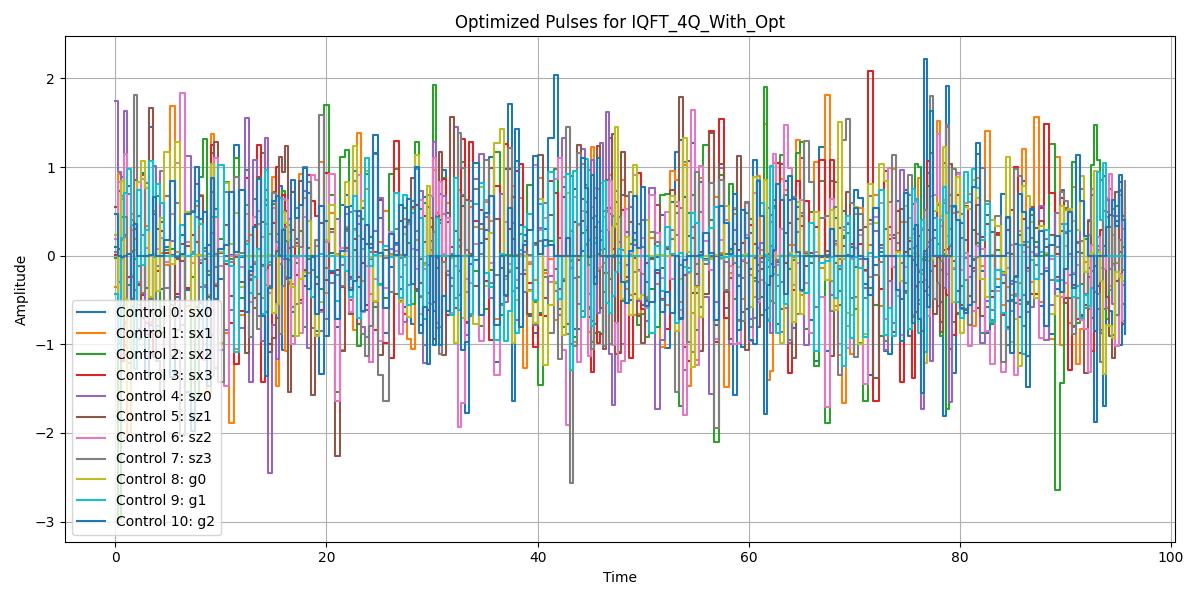 Optimized Pulses for IQFT_4Q_With_Opt
Amplitude
2
1
0
−1
−2
−3
Control 0: sx0
Control 1: sx1
Control 2: sx2
Control 3: sx3
Control 4: sz0
Control 5: sz1
Control 6: sz2
Control 7: sz3
Control 8: g0
Control 9: g1
Control 10: g2
0
20
40
60
80
100
Time